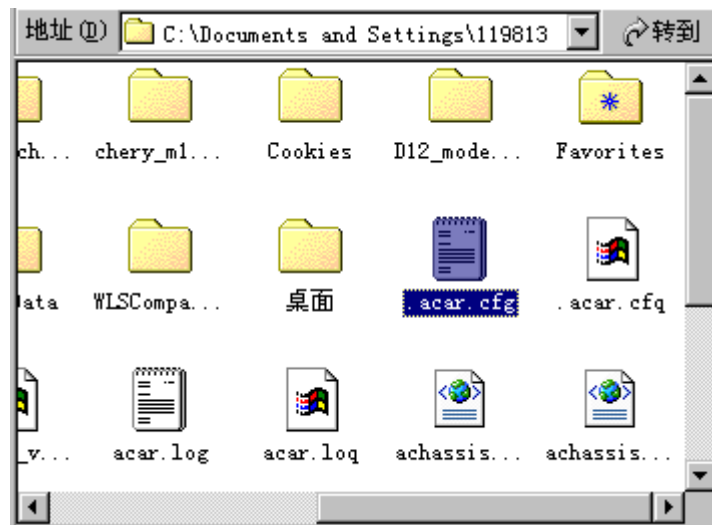 地址(D) C:\Documents and Settings\119813 转到
ch... chery_m1... Cookies D12_mode... Favorites
Data WLSCompa... 桌面 .acar.cfg .acar.cfq
_v... acar.log acar.loq achassis... achassis...